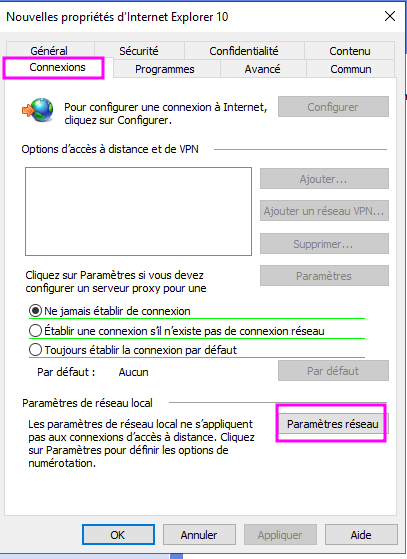 Nouvelles propriétés d'Internet Explorer 10
Général Sécurité Confidentialité Contenu
Connexions Programmes Avancé Commun
Pour configurer une connexion à Internet, Configurer
cliquez sur Configurer.
Options d'accès à distance et de VPN
Ajouter...
Ajouter un réseau VPN...
Supprimer...
Cliquez sur Paramètres si vous devez Paramètres
configurer un serveur proxy pour une
Ne jamais établir de connexion
Établir une connexion s'il n'existe pas de connexion réseau
Toujours établir la connexion par défaut
Par défaut : Aucun Par défaut
Paramètres de réseau local
Les paramètres de réseau local ne s'appliquent Paramètres réseau
pas aux connexions d'accès à distance. Cliquez
sur Paramètres pour définir les options de
numérotation.
OK Annuler Appliquer Aide